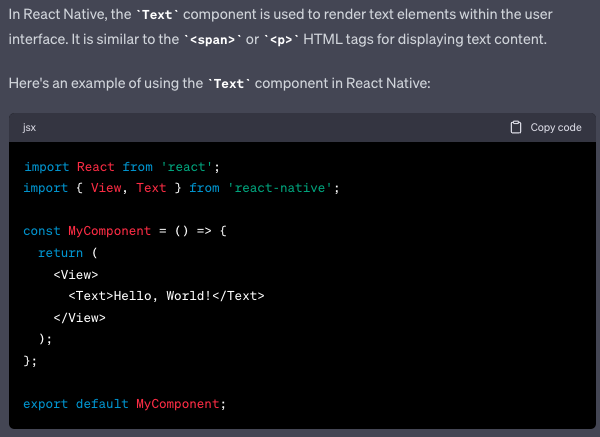 In React Native, the `Text` component is used to render text elements within the user
interface. It is similar to the `<span>` or `<p>` HTML tags for displaying text content.
Here's an example of using the `Text` component in React Native:
jsx Copy code
import React from 'react';
import { View, Text } from 'react-native';
const MyComponent = () => {
  return (
    <View>
      <Text>Hello, World!</Text>
    </View>
  );
};
export default MyComponent;